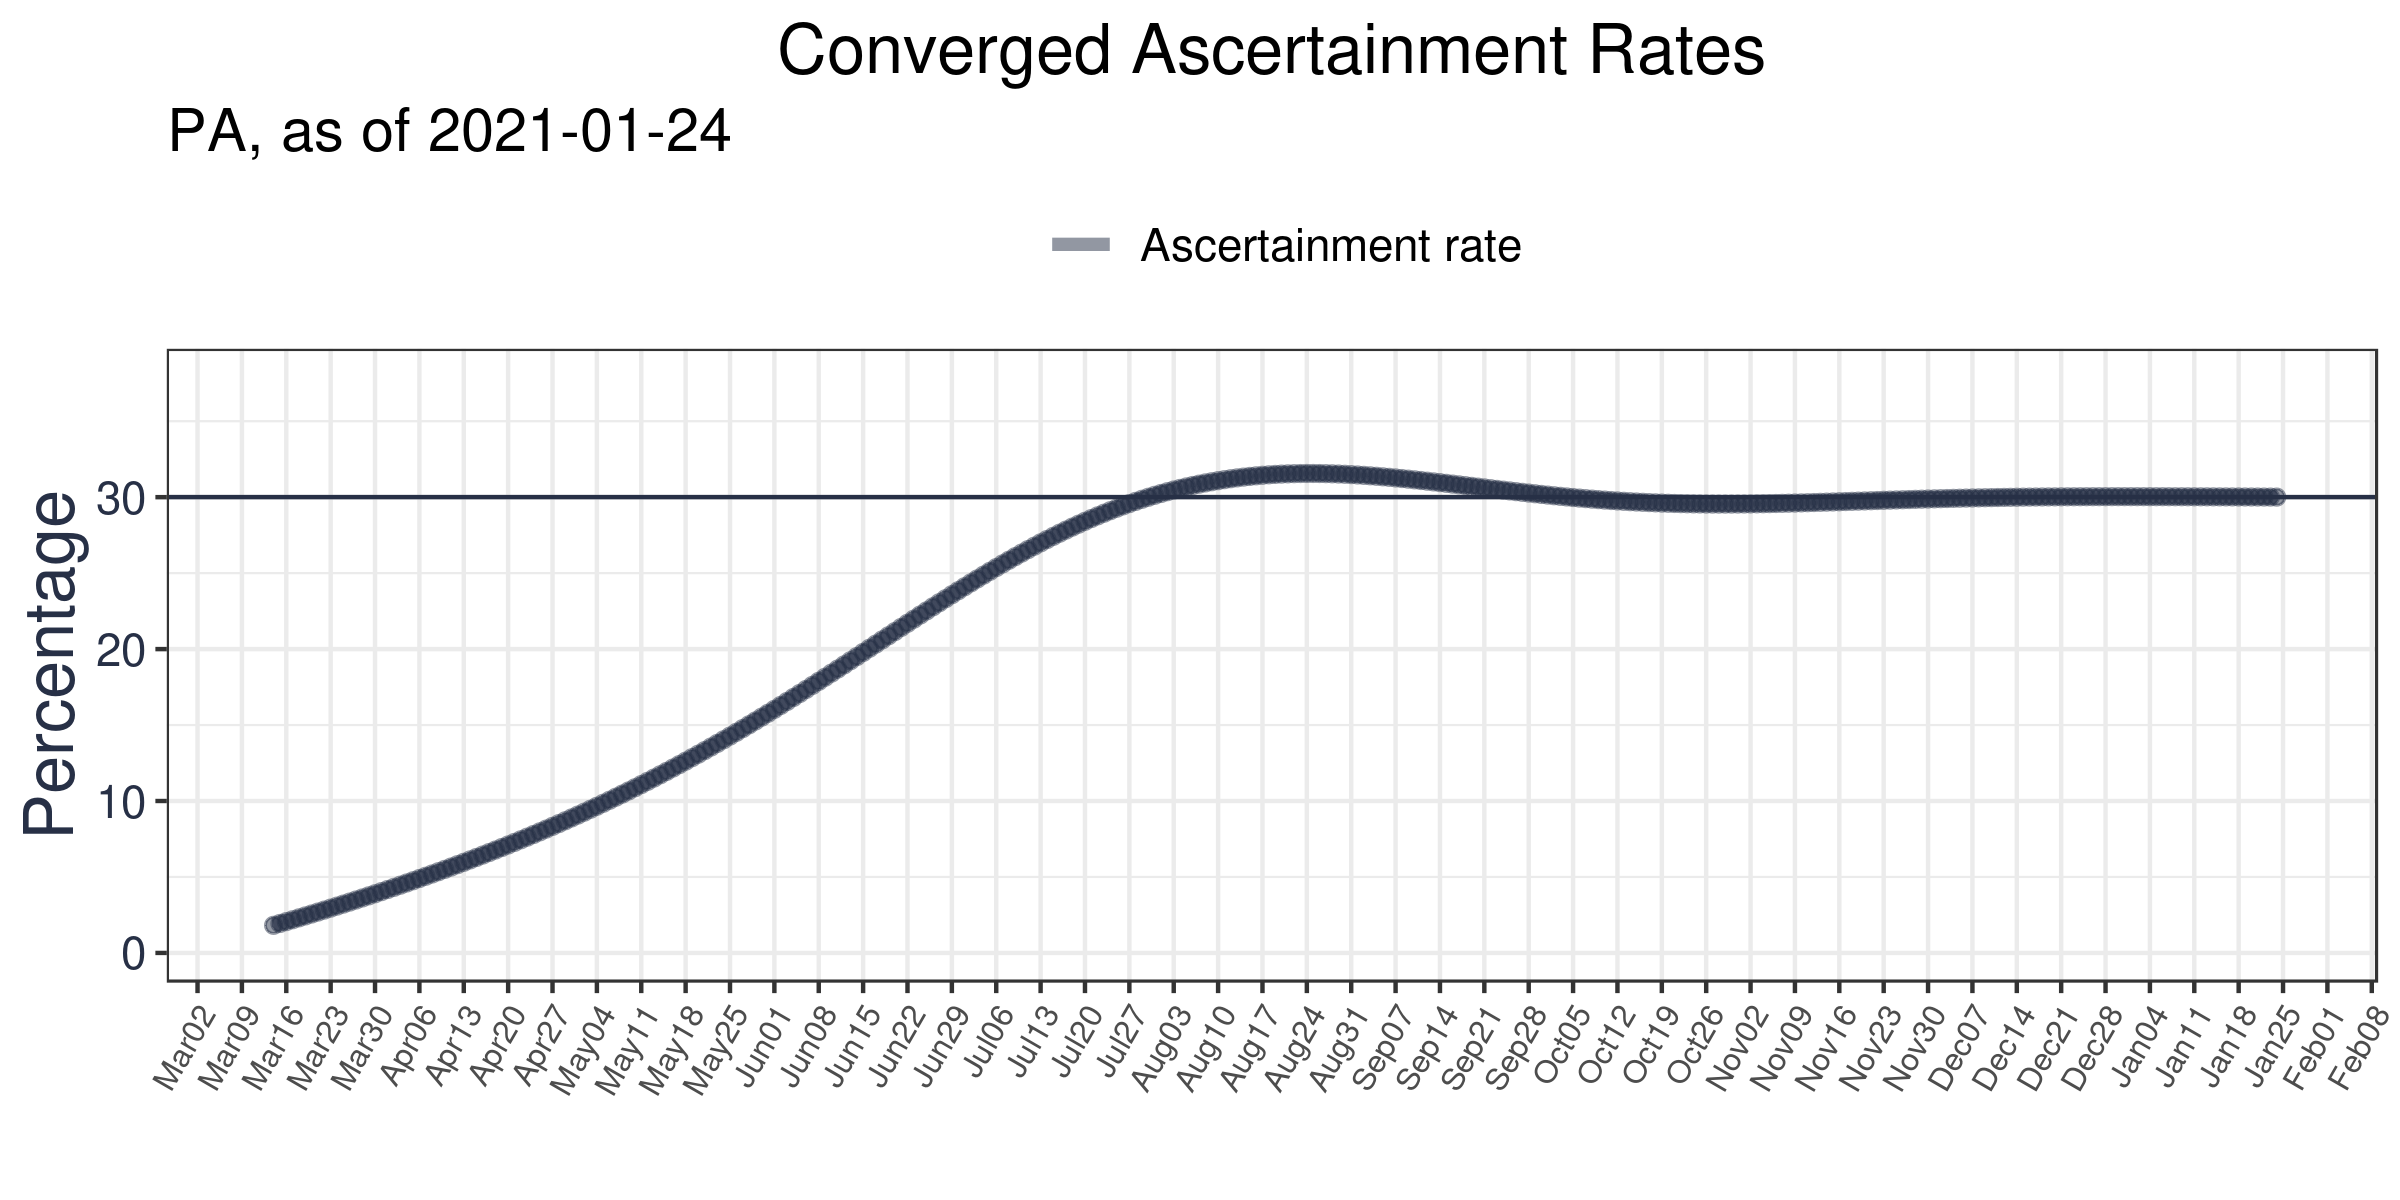 Converged Ascertainment Rates
PA, as of 2021-01-24
Ascertainment rate
Percentage
30
20
10
0
Mar02 Mar09 Mar16 Mar23 Mar30 Apr06 Apr13 Apr20 Apr27 May04 May11 May18 May25 Jun01 Jun08 Jun15 Jun22 Jun29 Jul06 Jul13 Jul20 Jul27 Aug03 Aug10 Aug17 Aug24 Aug31 Sep07 Sep14 Sep21 Sep28 Oct05 Oct12 Oct19 Oct26 Nov02 Nov09 Nov16 Nov23 Nov30 Dec07 Dec14 Dec21 Dec28 Jan04 Jan11 Jan18 Jan25 Feb01 Feb08